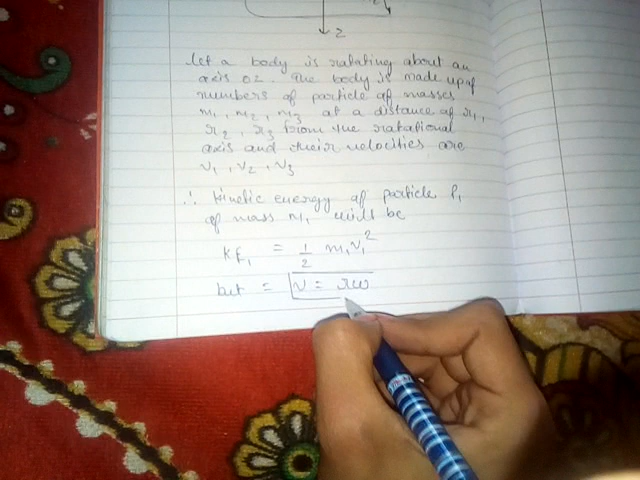 z
Let a body is rotating about an
axis oz. The body is made up of
numbers of particle of masses
m₁, m₂, m₃ at a distance of r₁,
r₂, r₃ from the rotational
axis and their velocities are
v₁, v₂, v₃
∴ Kinetic energy of particle P₁
of mass m₁ will be
KE₁ = 1/2 m₁v₁²
but = v = rω